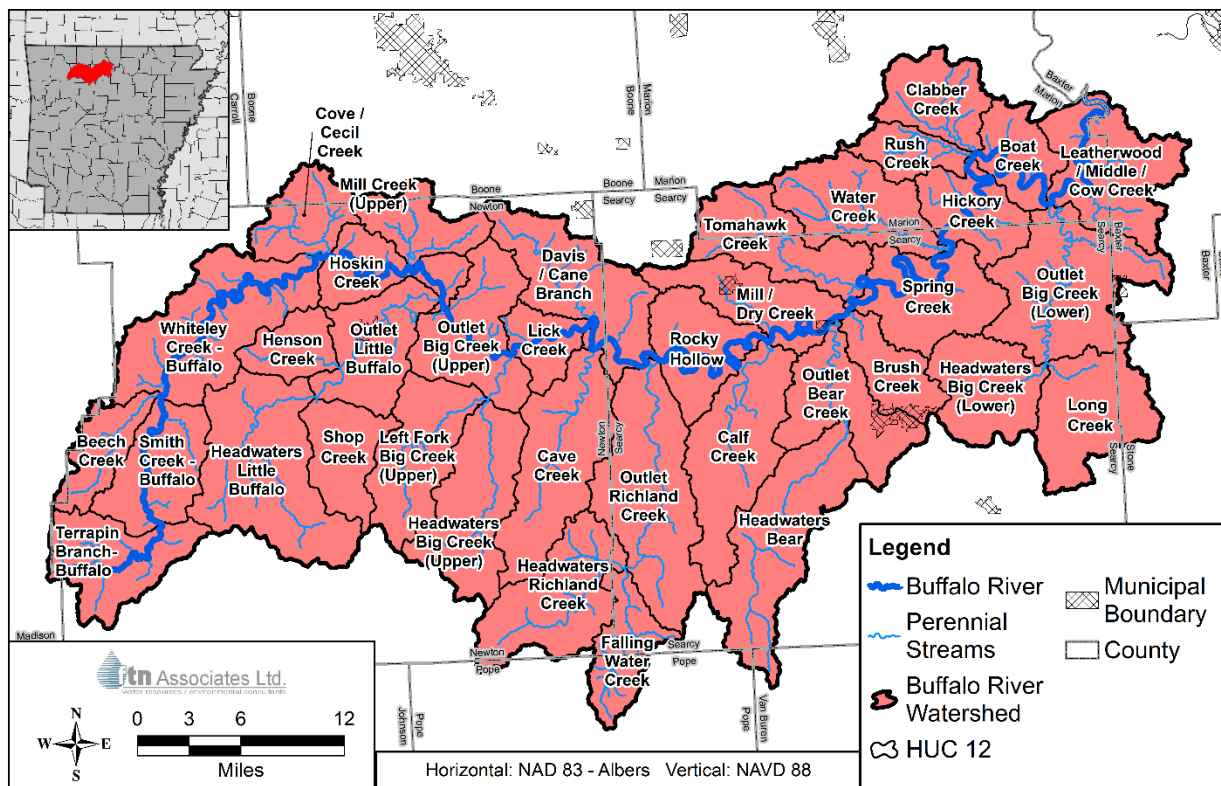 Carroll
Boone
Marion
Boone
Baxter
Marion
Clabber
Creek
Cove /
Cecil
Creek
Rush
Creek
Boat
Creek
Leatherwood
/ Middle /
Cow Creek
Mill Creek
(Upper)
Boone
Newton
Boone
Searcy
Marion
Searcy
Water
Creek
Hickory
Creek
Tomahawk
Creek
Marion
Searcy
Baxter
Searcy
Baxter
Hoskin
Creek
Davis
/ Cane
Branch
Mill /
Dry Creek
Spring
Creek
Outlet
Big Creek
(Lower)
Whiteley
Creek -
Buffalo
Henson
Creek
Outlet
Little
Buffalo
Outlet
Big Creek
(Upper)
Lick
Creek
Rocky
Hollow
Outlet
Bear
Creek
Brush
Creek
Headwaters
Big Creek
(Lower)
Long
Creek
Beech
Creek
Smith
Creek -
Buffalo
Headwaters
Little
Buffalo
Shop
Creek
Left Fork
Big Creek
(Upper)
Cave
Creek
Newton
Searcy
Calf
Creek
Stone
Searcy
Outlet
Richland
Creek
Terrapin
Branch-
Buffalo
Headwaters
Big Creek
(Upper)
Headwaters
Bear
Headwaters
Richland
Creek
Falling
Water
Creek
Madison
Newton
Pope
Searcy
Pope
Pope
Johnson
Van Buren
Pope
Legend
Buffalo River
Perennial
Streams
Buffalo River
Watershed
HUC 12
Municipal
Boundary
County
ftn Associates Ltd.
water resources / environmental consultants
N
W
E
S
0 3 6 12
Miles
Horizontal: NAD 83 - Albers Vertical: NAVD 88